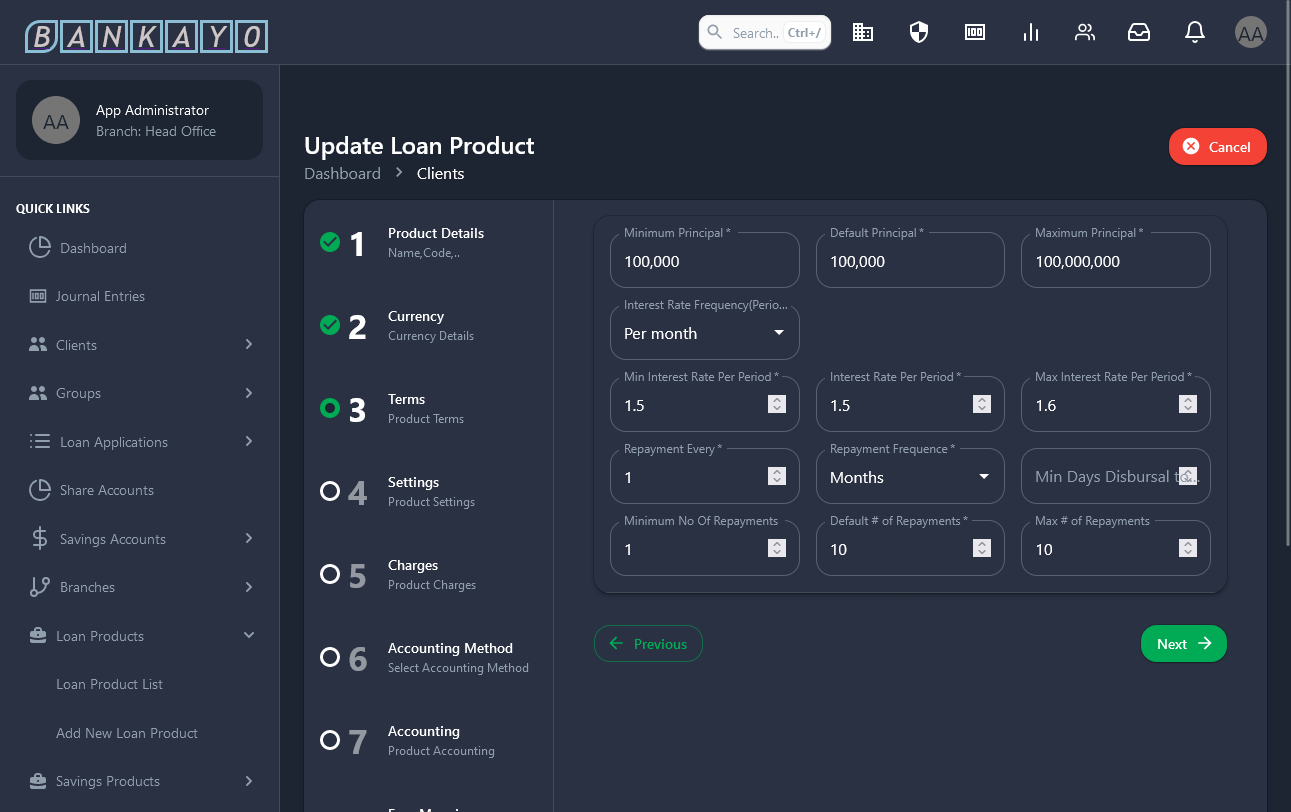 BANKAYO
Search.. Ctrl+/
AA
AA
App Administrator
Branch: Head Office
QUICK LINKS
Dashboard
Journal Entries
Clients
Groups
Loan Applications
Share Accounts
Savings Accounts
Branches
Loan Products
Loan Product List
Add New Loan Product
Savings Products
Update Loan Product
Dashboard > Clients
Cancel
1 Product Details
Name,Code,..
2 Currency
Currency Details
3 Terms
Product Terms
4 Settings
Product Settings
5 Charges
Product Charges
6 Accounting Method
Select Accounting Method
7 Accounting
Product Accounting
Minimum Principal *
100,000
Default Principal *
100,000
Maximum Principal *
100,000,000
Interest Rate Frequency(Perio...
Per month
Min Interest Rate Per Period *
1.5
Interest Rate Per Period *
1.5
Max Interest Rate Per Period *
1.6
Repayment Every *
1
Repayment Frequence *
Months
Min Days Disbursal to...
Minimum No Of Repayments
1
Default # of Repayments *
10
Max # of Repayments
10
Previous
Next